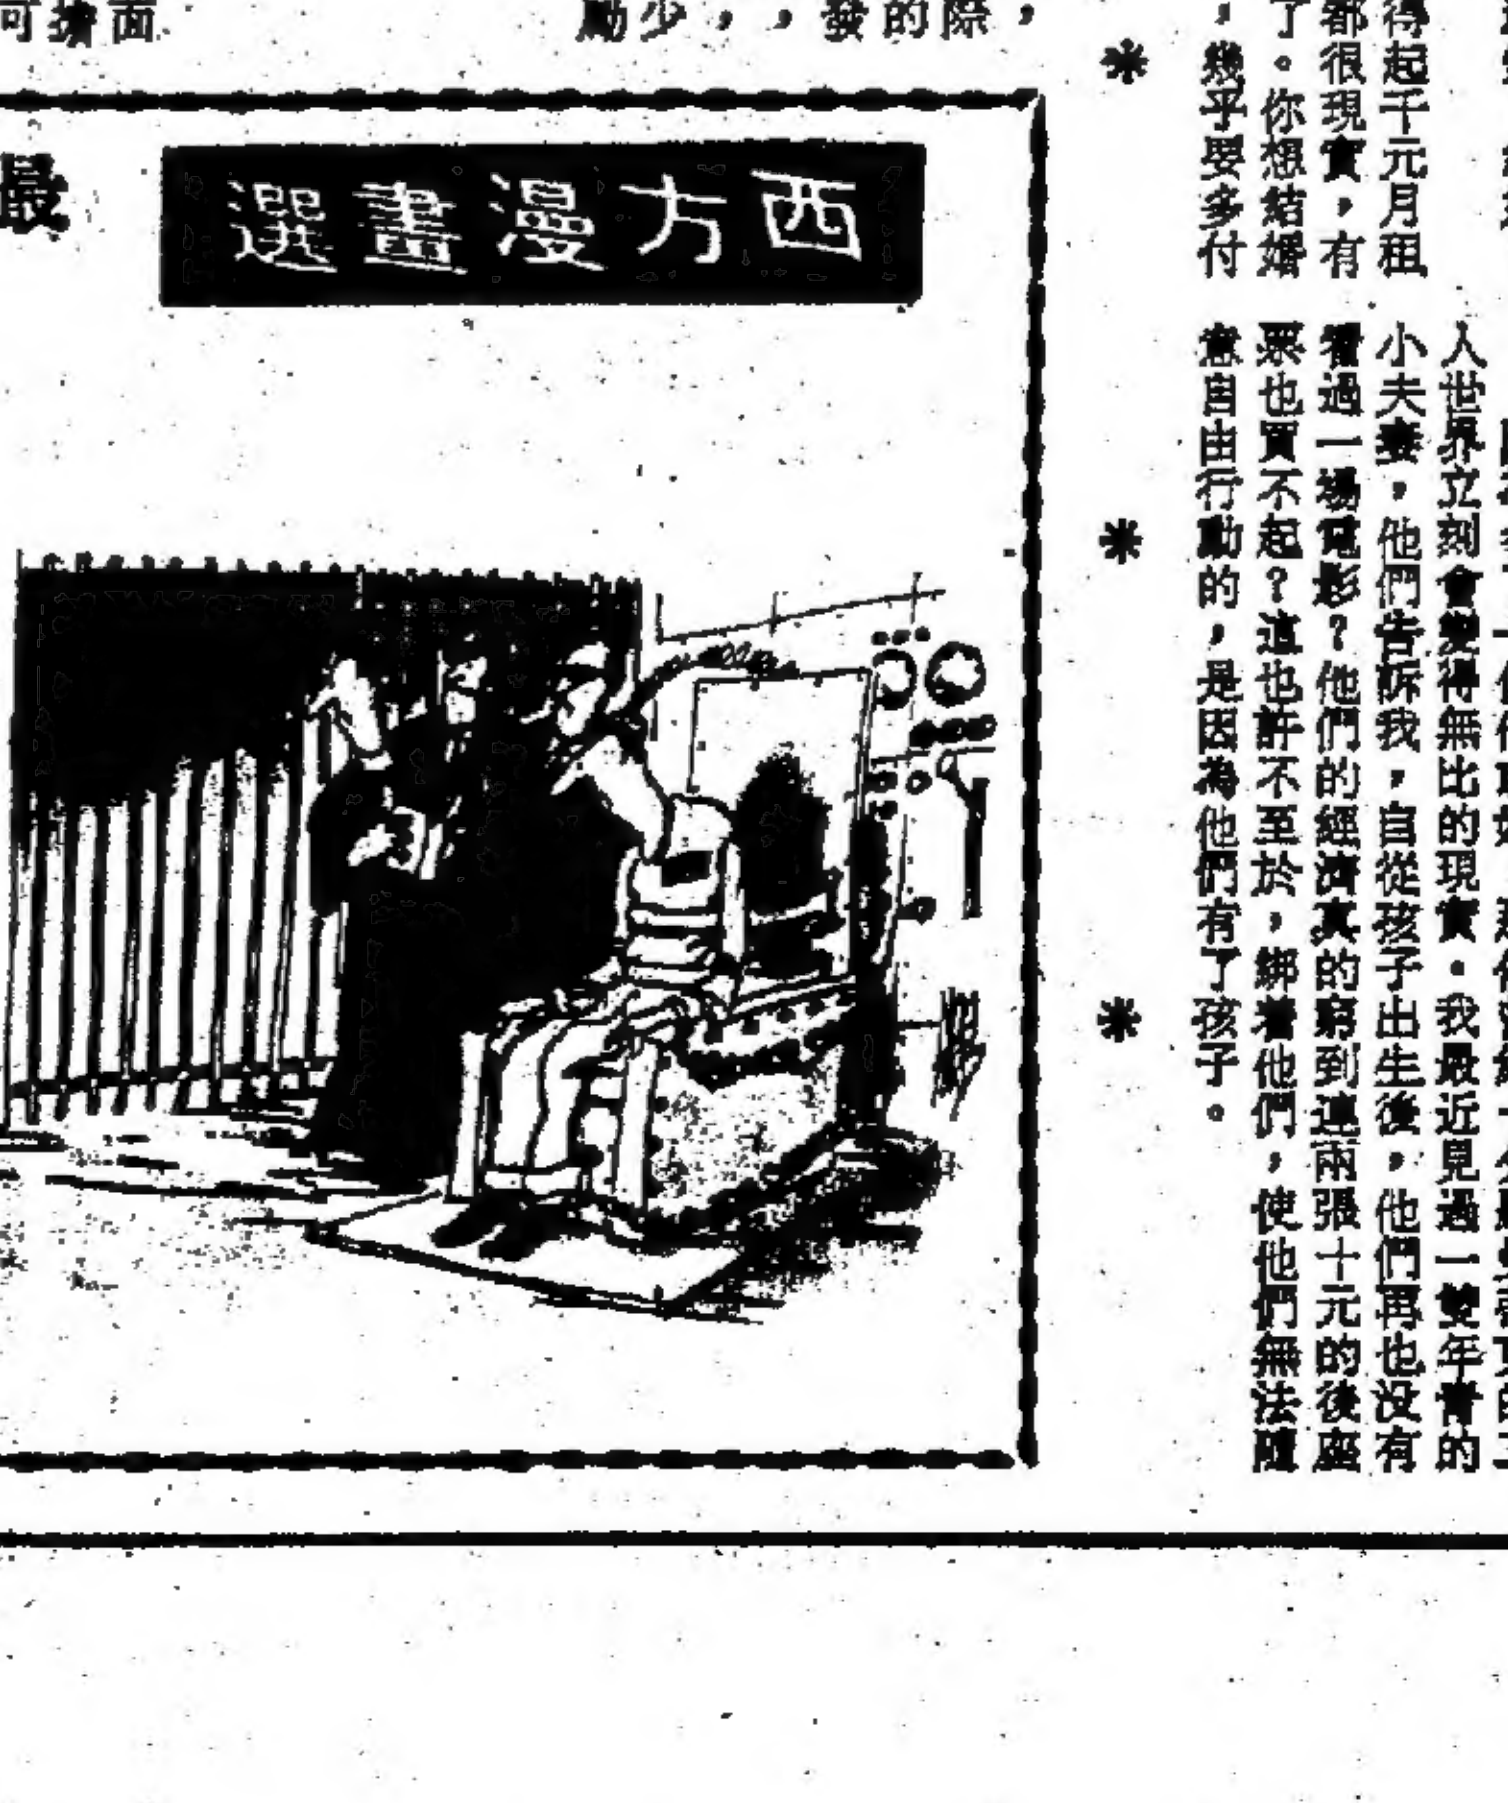 得起千元月租
都很現實，有
了。你想結婚
，幾乎要多付
人世界立刻會變得無比的現實。我最近見過一雙年青的
小夫妻，他們告訴我，自從孩子出生後，他們再也没有
看過一場電影？他們的經濟真的窮到連兩張十元的後座
票也買不起？這也許不至於，綁着他們，使他們無法隨
意自由行動的，是因為他們有了孩子。
＊
＊
＊
，
際
的
發
，
，
少
勵
面
擠
可
西方漫畫選
最